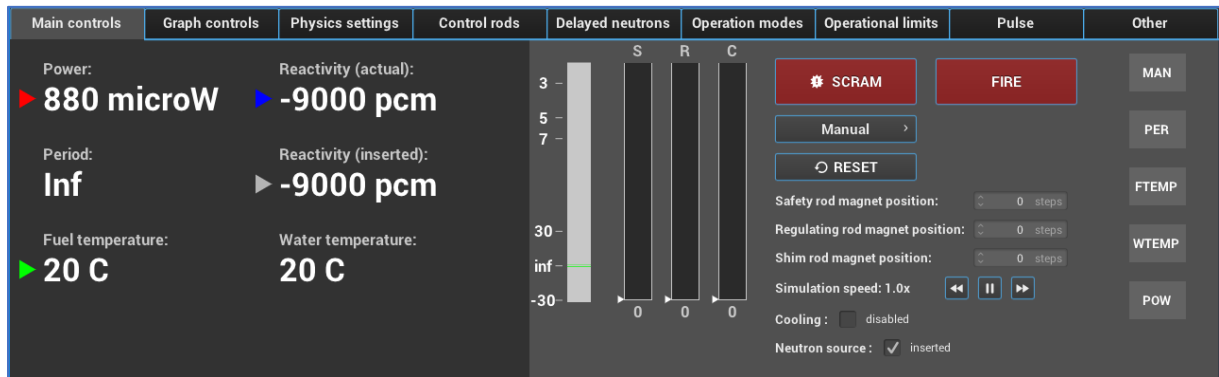 Main controls
Graph controls
Physics settings
Control rods
Delayed neutrons
Operation modes
Operational limits
Pulse
Other
Power:
880 microW
Reactivity (actual):
-9000 pcm
Period:
Inf
Reactivity (inserted):
-9000 pcm
Fuel temperature:
20 C
Water temperature:
20 C
3
5
7
30
inf
-30
S R C
0 0 0
SCRAM
FIRE
Manual
RESET
Safety rod magnet position: 0 steps
Regulating rod magnet position: 0 steps
Shim rod magnet position: 0 steps
Simulation speed: 1.0x
Cooling : disabled
Neutron source : inserted
MAN
PER
FTEMP
WTEMP
POW